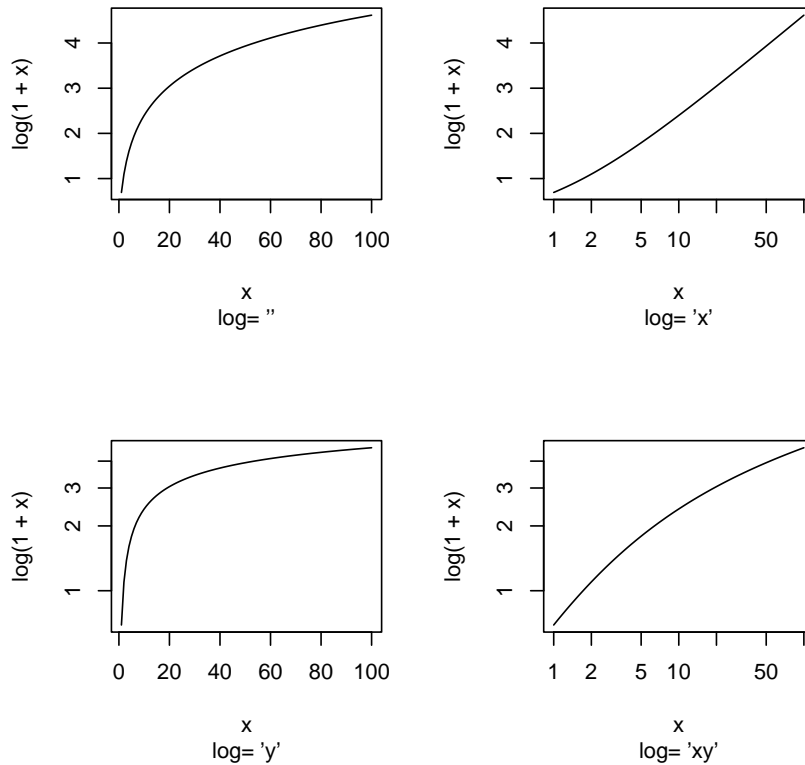 log(1 + x)
1 2 3 4
0 20 40 60 80 100
x
log= ’’
log(1 + x)
1 2 3 4
1 2 5 10 50
x
log= ’x’
log(1 + x)
1 2 3
0 20 40 60 80 100
x
log= ’y’
log(1 + x)
1 2 3
1 2 5 10 50
x
log= ’xy’